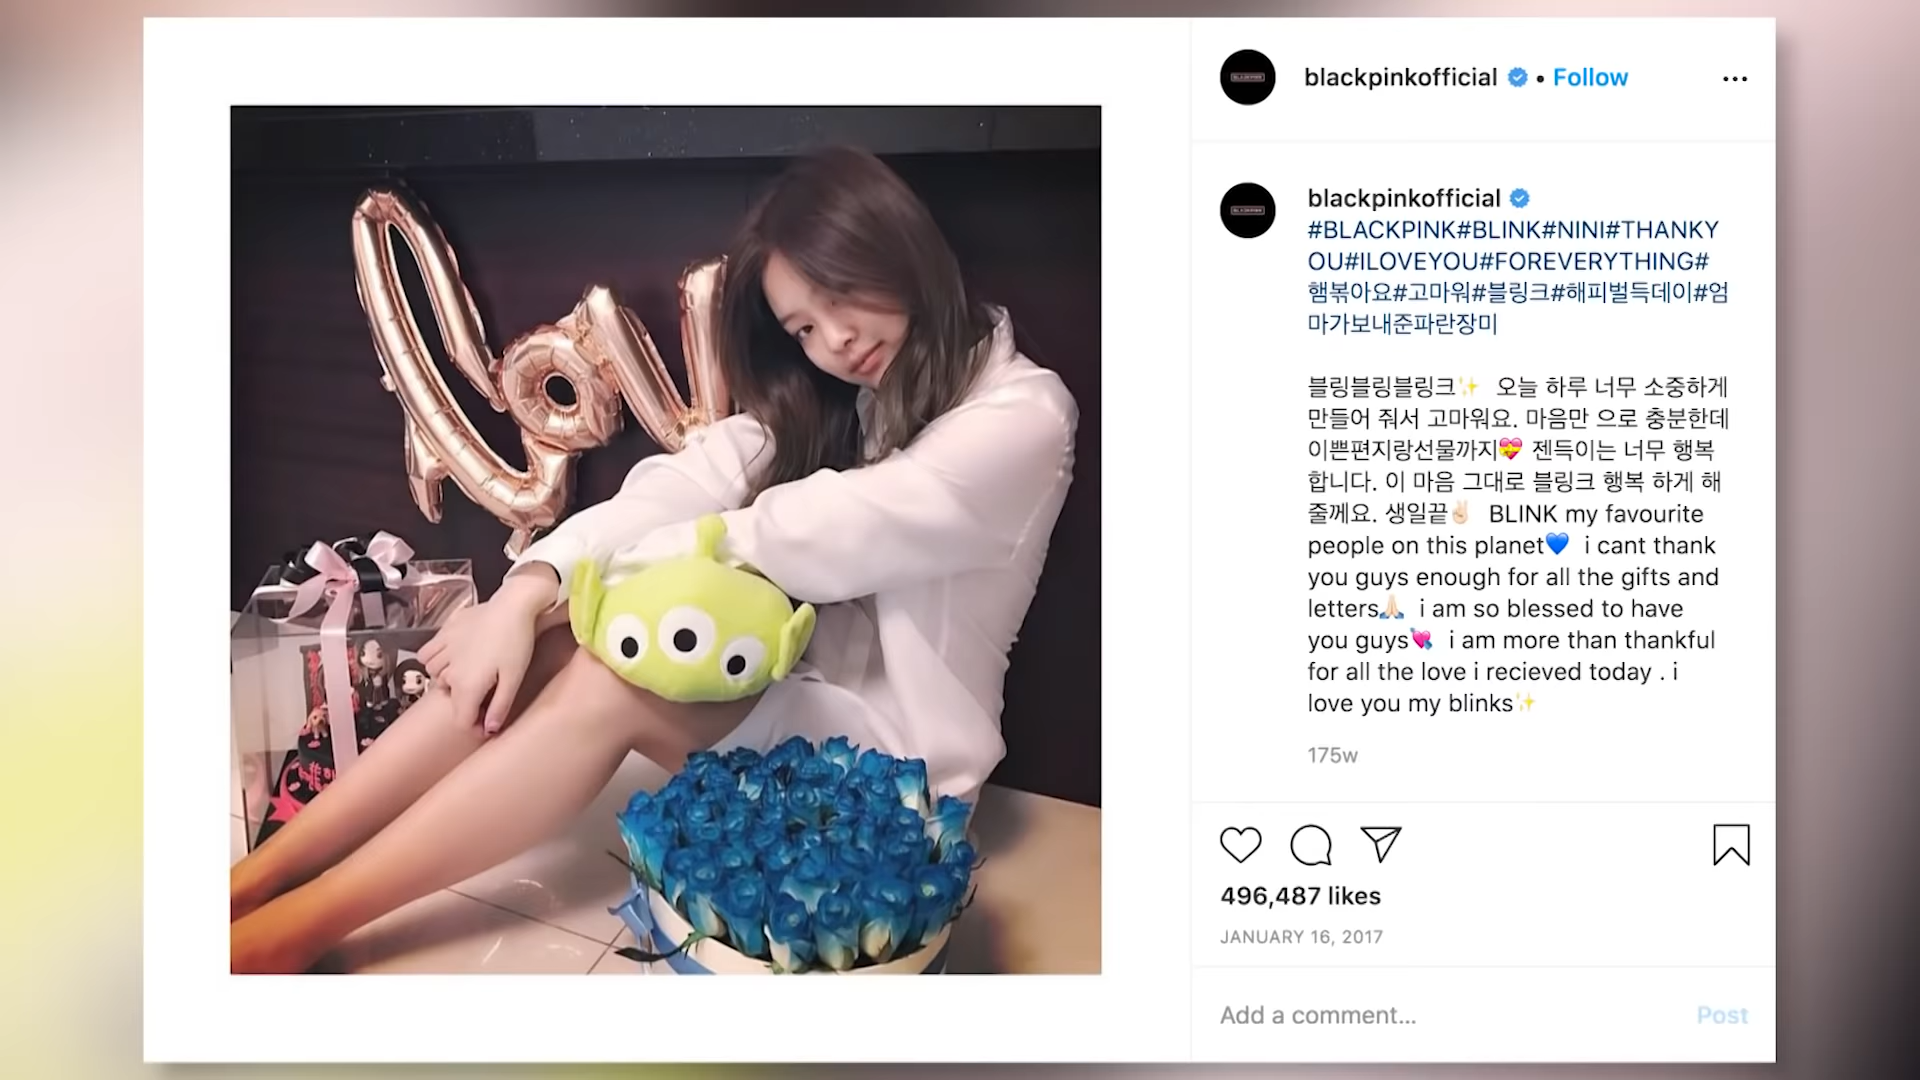 blackpinkofficial • Follow
blackpinkofficial
#BLACKPINK#BLINK#NINI#THANKY
OU#ILOVEYOU#FOREVERYTHING#
햄볶아요#고마워#블링크#해피벌득데이#엄
마가보내준파란장미
블링블링블링크✨ 오늘 하루 너무 소중하게
만들어 줘서 고마워요. 마음만 으로 충분한데
이쁜편지랑선물까지💝 젠득이는 너무 행복
합니다. 이 마음 그대로 블링크 행복 하게 해
줄께요. 생일끝✌🏻 BLINK my favourite
people on this planet💙 i cant thank
you guys enough for all the gifts and
letters🙏🏻 i am so blessed to have
you guys💘 i am more than thankful
for all the love i recieved today . i
love you my blinks✨
175w
496,487 likes
JANUARY 16, 2017
Add a comment...
Post